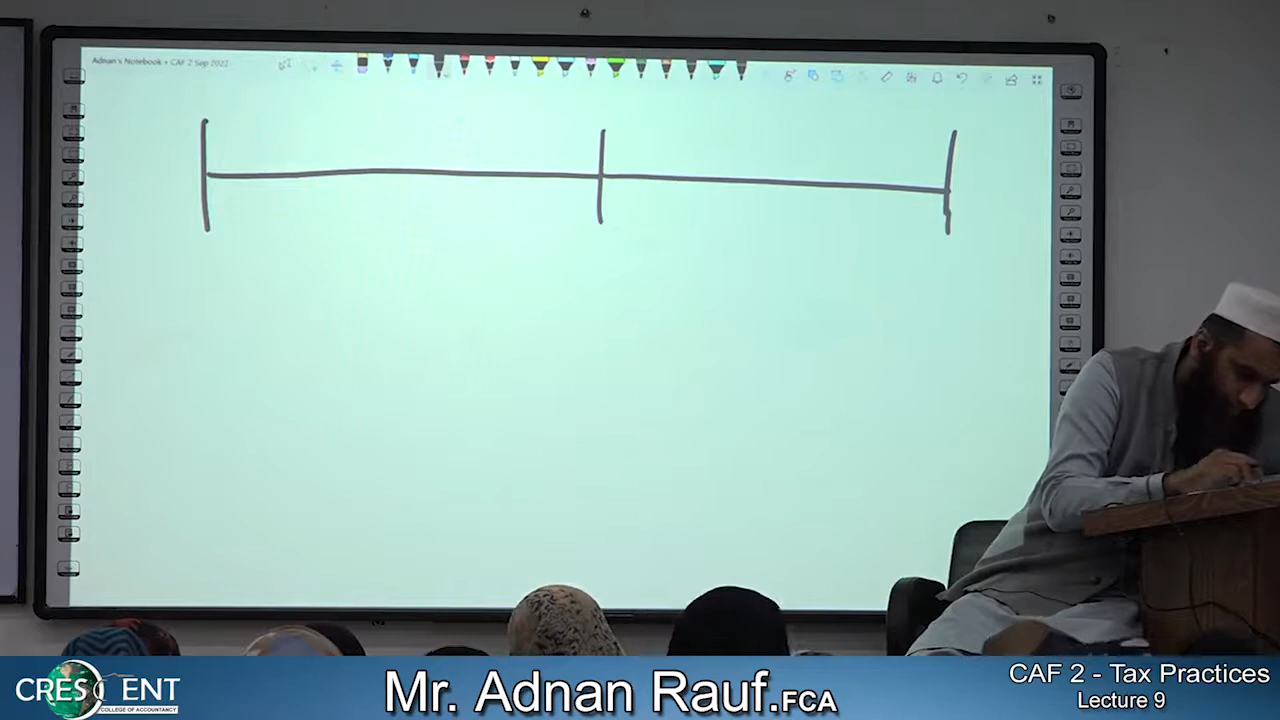 Adnan's Notebook • CAF 2 Sep 2022
CRESCENT
COLLEGE OF ACCOUNTANCY
Mr. Adnan Rauf.FCA
CAF 2 - Tax Practices
Lecture 9